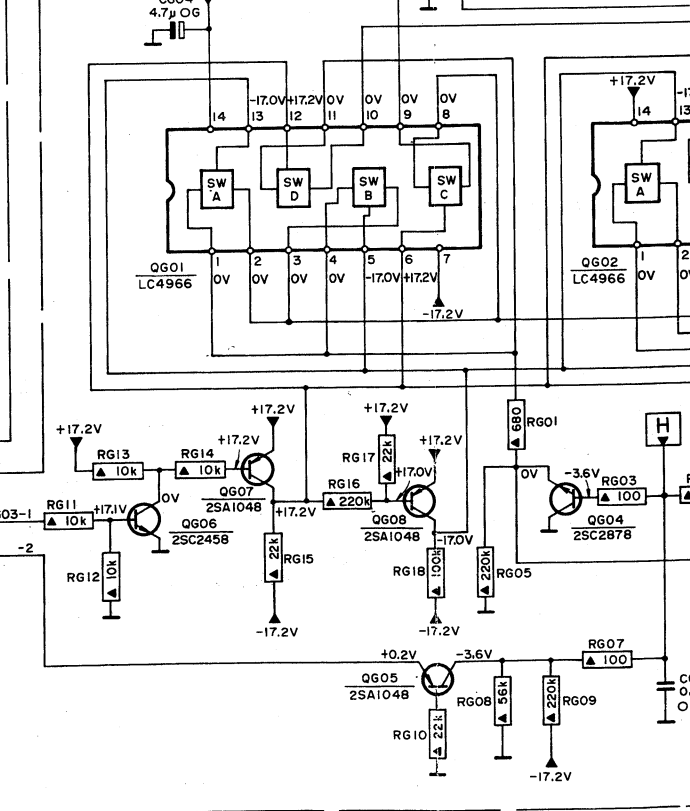 4.7μ OG
+17.2V
-17.0V +17.2V 0V 0V 0V 0V
14 13 12 11 10 9 8
14 13
SW A
SW D
SW B
SW C
SW A
1 2 3 4 5 6 7
1 2
QG01
LC4966
0V 0V 0V 0V -17.0V +17.2V
-17.2V
QG02
LC4966
0V 0V
+17.2V
+17.2V
+17.2V
680
RG01
H
RG13
10k
RG14
10k
+17.2V
RG17
22k
+17.2V
+17.0V
0V
-3.6V
RG03
100
QG07
2SA1048
RG16
220k
0V
G03-1
RG11
10k
+17.1V
QG06
2SC2458
+17.2V
QG08
2SA1048
QG04
2SC2878
-17.0V
-2
RG12
10k
22k
RG15
RG18
100k
220k
RG05
-17.2V
-17.2V
+0.2V
-3.6V
RG07
100
QG05
2SA1048
RG08
56k
220k
RG09
RG10
22k
-17.2V